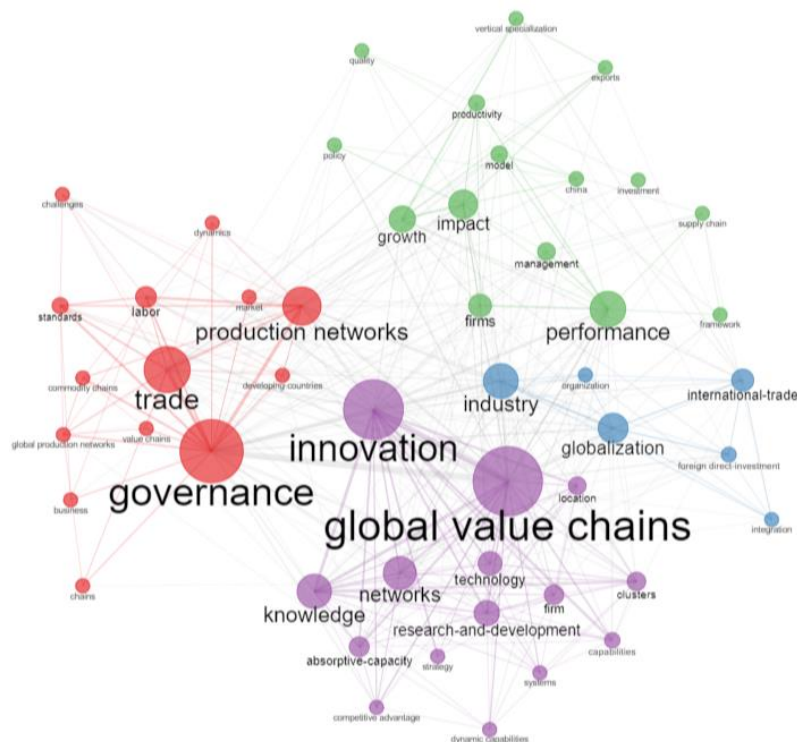 vertical specialization
quality
exports
productivity
policy
model
china
investment
challenges
supply chain
dynamics
growth
impact
management
standards
labor
market
production networks
firms
performance
framework
commodity chains
trade
developing countries
industry
organization
international-trade
global production networks
value chains
innovation
globalization
governance
foreign direct-investment
business
global value chains
location
integration
technology
chains
knowledge
networks
firm
clusters
research-and-development
absorptive-capacity
strategy
capabilities
systems
competitive advantage
dynamic capabilities